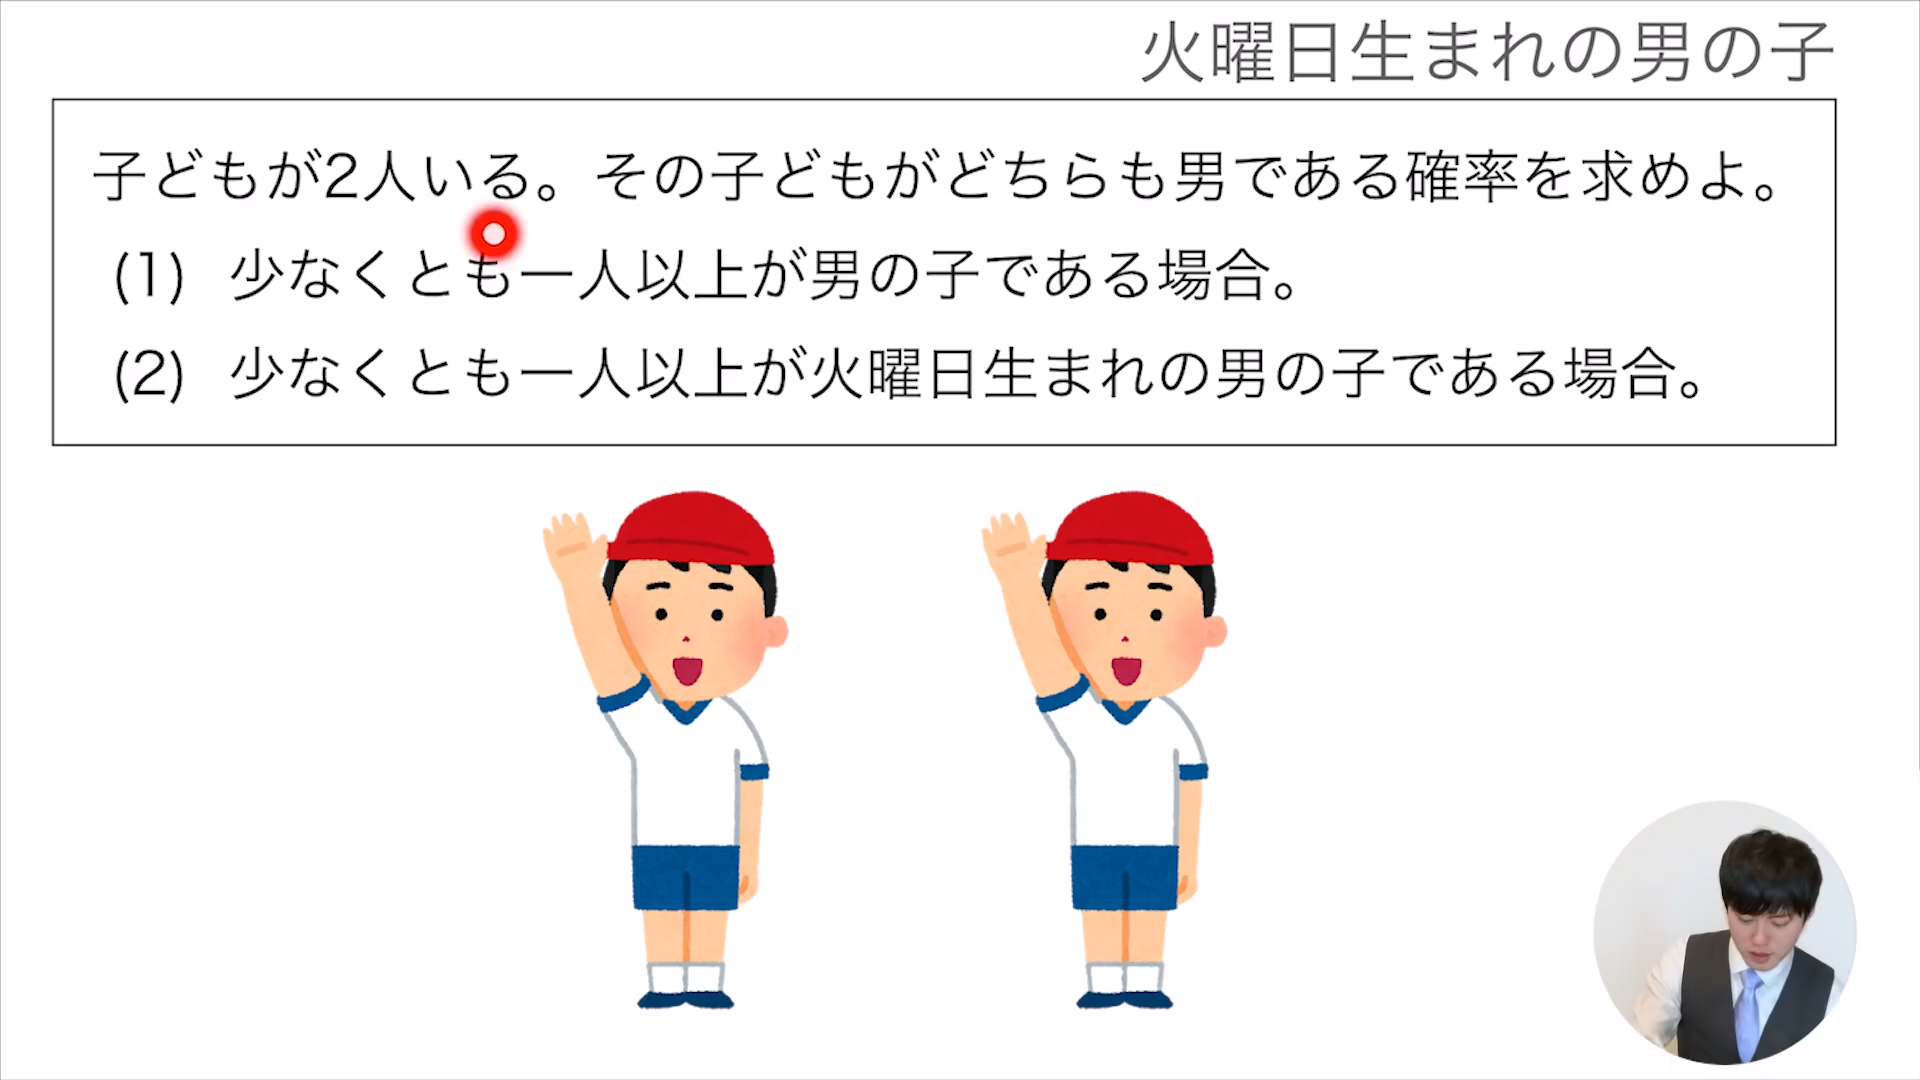 火曜日生まれの男の子
子どもが2人いる。その子どもがどちらも男である確率を求めよ。
(1) 少なくとも一人以上が男の子である場合。
(2) 少なくとも一人以上が火曜日生まれの男の子である場合。